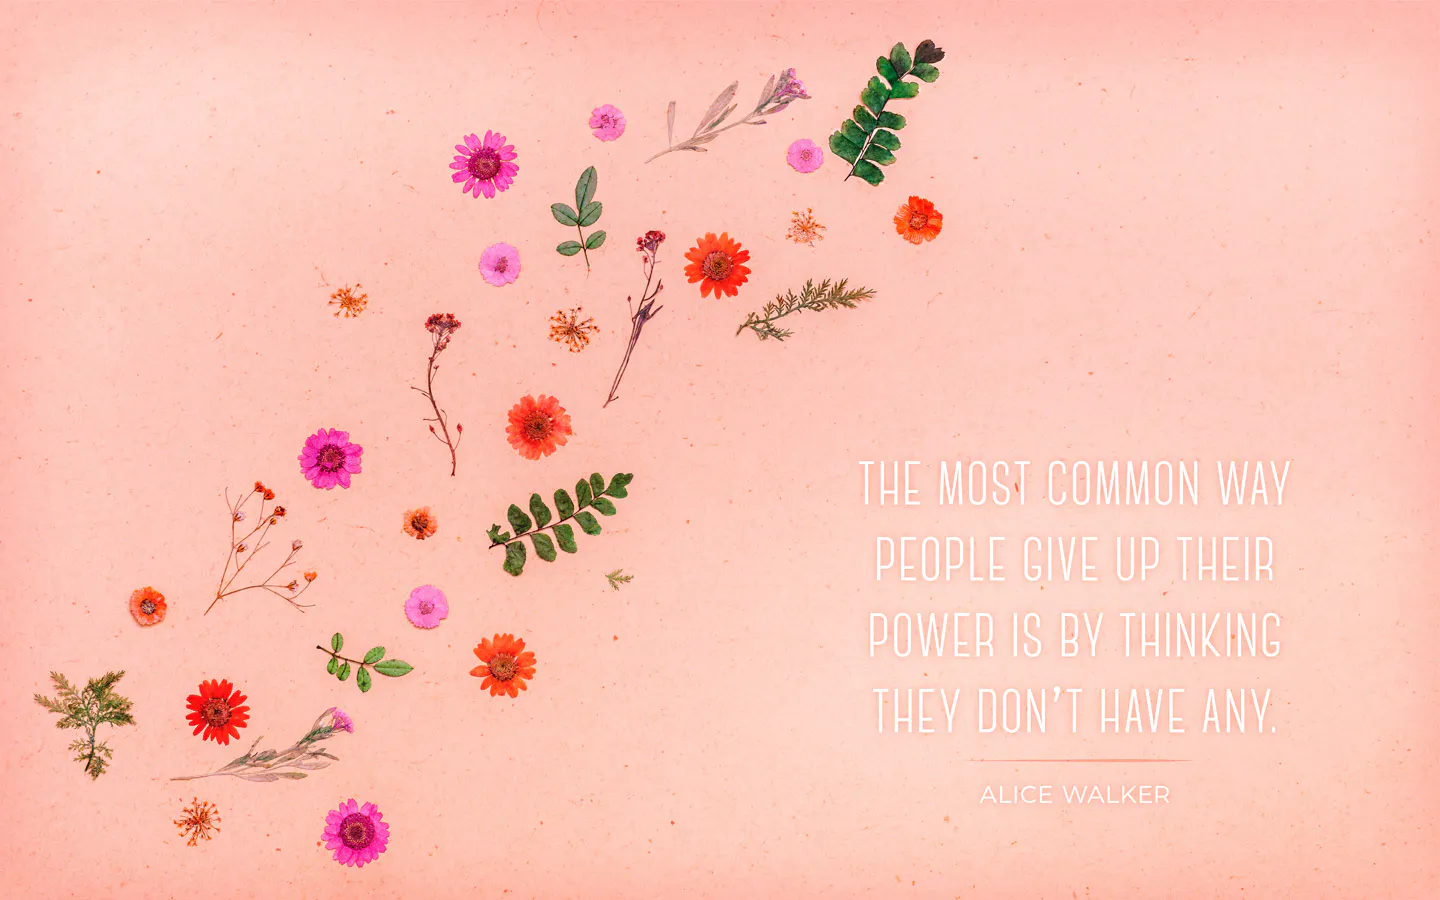 THE MOST COMMON WAY
PEOPLE GIVE UP THEIR
POWER IS BY THINKING
THEY DON'T HAVE ANY.
ALICE WALKER